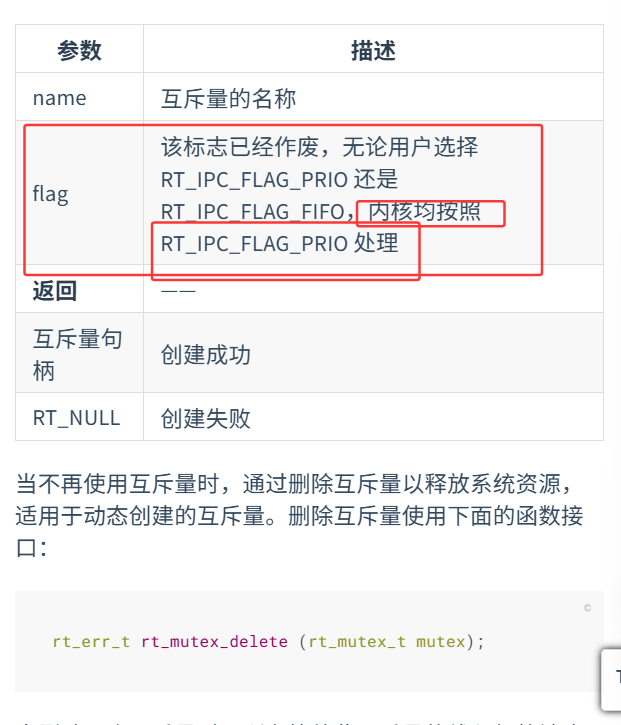 参数 描述
name 互斥量的名称
flag 该标志已经作废，无论用户选择
RT_IPC_FLAG_PRIO 还是
RT_IPC_FLAG_FIFO，内核均按照
RT_IPC_FLAG_PRIO 处理
返回 ——
互斥量句柄 创建成功
RT_NULL 创建失败
当不再使用互斥量时，通过删除互斥量以释放系统资源，
适用于动态创建的互斥量。删除互斥量使用下面的函数接
口：
c
rt_err_t rt_mutex_delete (rt_mutex_t mutex);